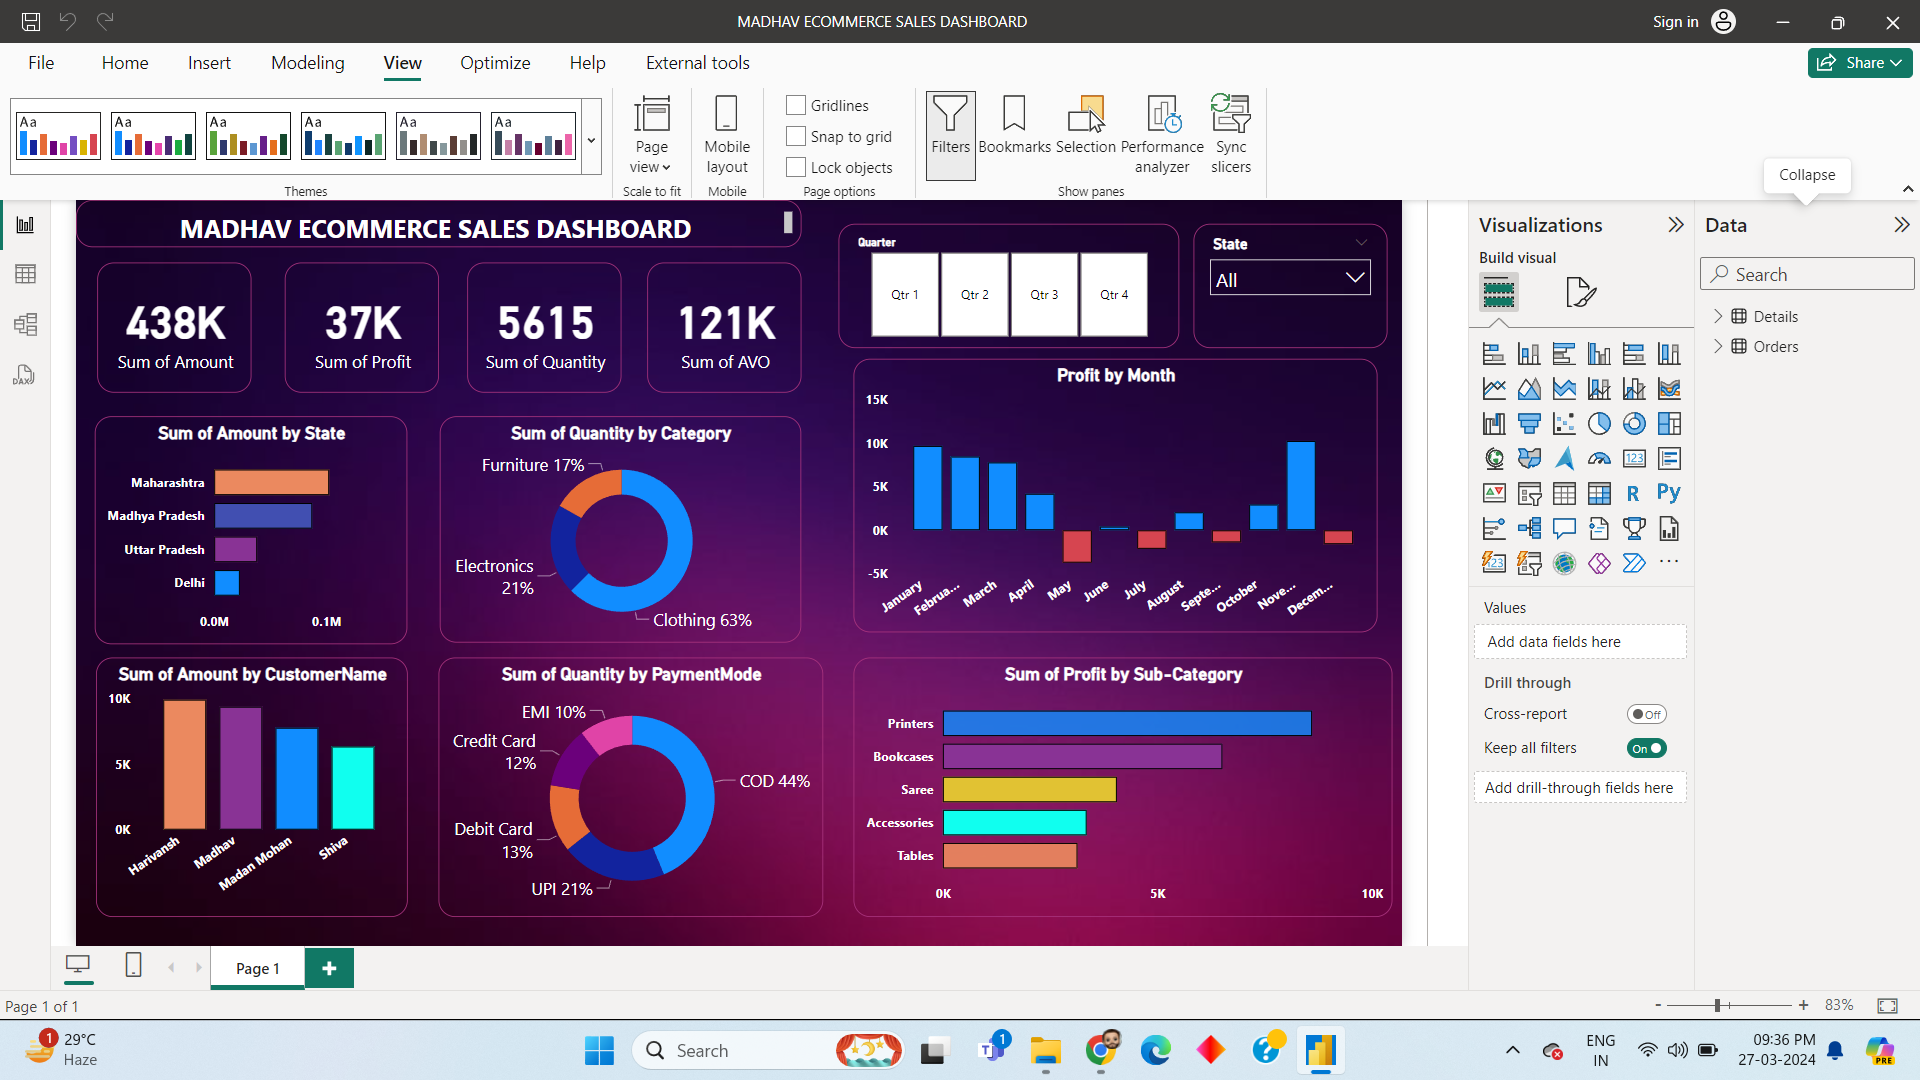 MADHAV ECOMMERCE SALES DASHBOARD
Sign in
File Home Insert Modeling View Optimize Help External tools
Share
Aa Aa Aa Aa Aa Aa
Themes
Page
view
Scale to fit
Mobile
layout
Mobile
Gridlines
Snap to grid
Lock objects
Page options
Filters
Bookmarks
Selection
Performance
analyzer
Sync
slicers
Show panes
Collapse
MADHAV ECOMMERCE SALES DASHBOARD
438K
Sum of Amount
37K
Sum of Profit
5615
Sum of Quantity
121K
Sum of AVO
Quarter
Qtr 1 Qtr 2 Qtr 3 Qtr 4
State
All
Sum of Amount by State
Maharashtra
Madhya Pradesh
Uttar Pradesh
Delhi
0.0M 0.1M
Sum of Quantity by Category
Furniture 17%
Electronics
21%
Clothing 63%
Profit by Month
15K
10K
5K
0K
-5K
January Februa... March April May June July August Septe... October Nove... Decem...
Sum of Amount by CustomerName
10K
5K
0K
Harivansh Madhav Madan Mohan Shiva
Sum of Quantity by PaymentMode
EMI 10%
Credit Card
12%
COD 44%
Debit Card
13%
UPI 21%
Sum of Profit by Sub-Category
Printers
Bookcases
Saree
Accessories
Tables
0K 5K 10K
Visualizations
Build visual
123
R
Py
123
Values
Add data fields here
Drill through
Cross-report
Off
Keep all filters
On
Add drill-through fields here
Data
Search
Details
Orders
DAX
Page 1
+
Page 1 of 1
- + 83%
1
29°C
Haze
Search
T
1
?
ENG
IN
09:36 PM
27-03-2024
PRE